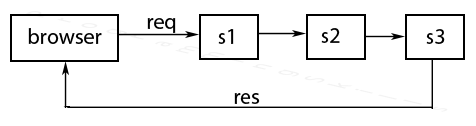 req
browser
s1
s2
s3
res